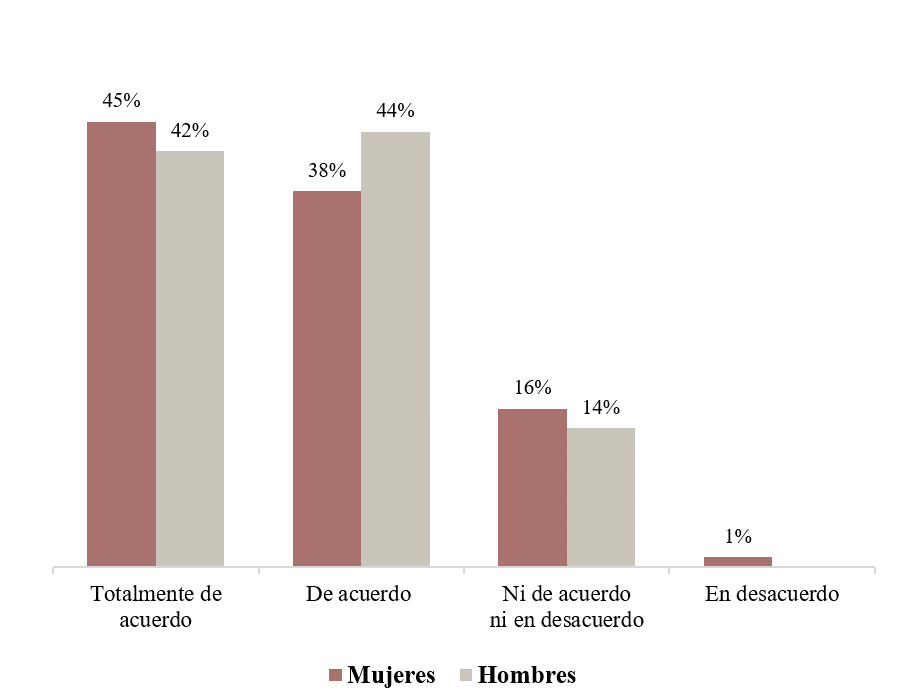 45%
42%
38%
44%
16%
14%
1%
Totalmente de
acuerdo
De acuerdo
Ni de acuerdo
ni en desacuerdo
En desacuerdo
Mujeres
Hombres